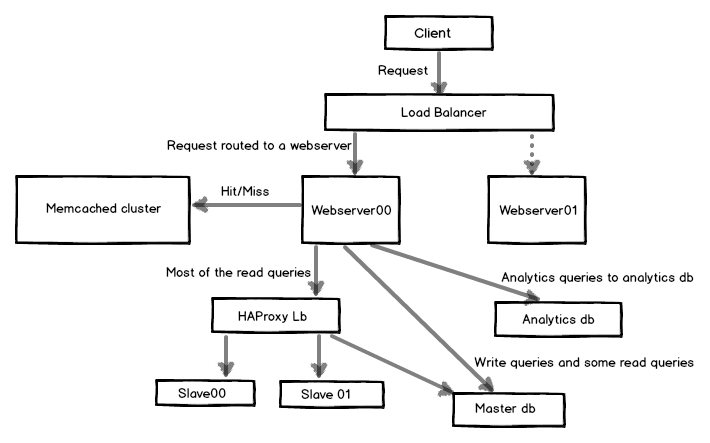 Client
Request
Load Balancer
Request routed to a webserver
Hit/Miss
Memcached cluster
Webserver00
Webserver01
Most of the read queries
Analytics queries to analytics db
HAProxy Lb
Analytics db
Write queries and some read queries
Slave00
Slave 01
Master db